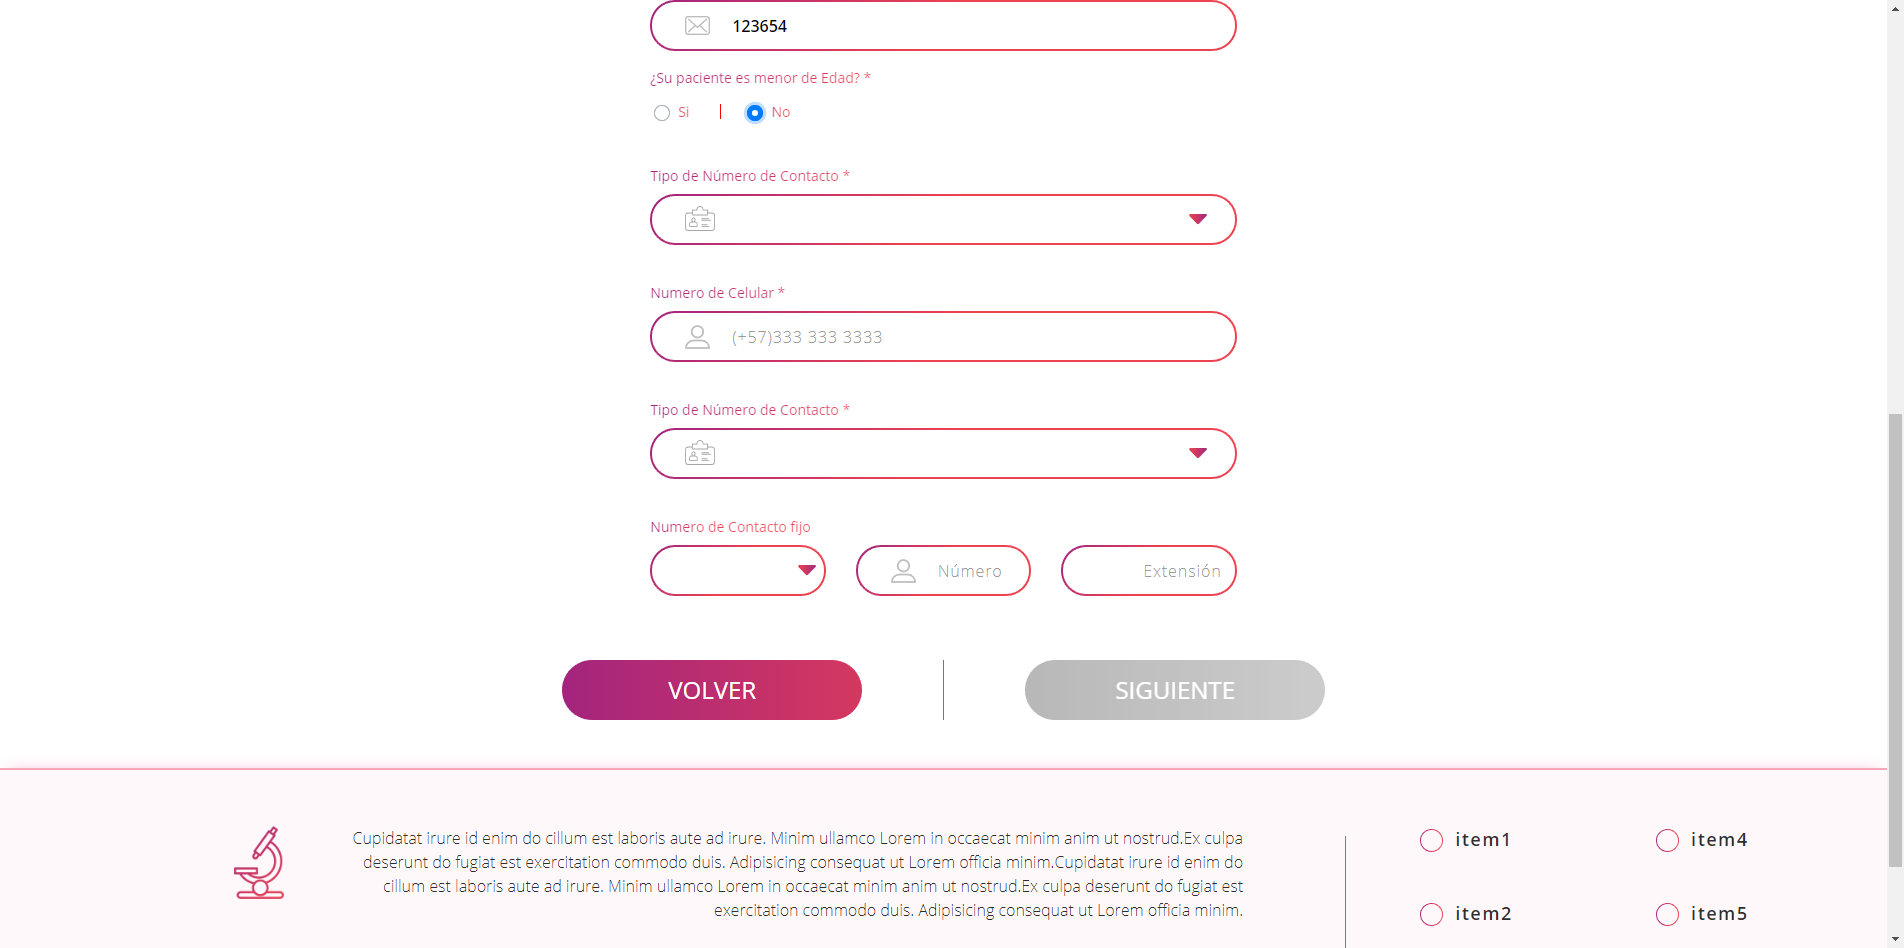 123654
¿Su paciente es menor de Edad? *
Si | No
Tipo de Número de Contacto *
Numero de Celular *
(+57)333 333 3333
Tipo de Número de Contacto *
Numero de Contacto fijo
Número
Extensión
VOLVER
SIGUIENTE
Cupidatat irure id enim do cillum est laboris aute ad irure. Minim ullamco Lorem in occaecat minim anim ut nostrud.Ex culpa
deserunt do fugiat est exercitation commodo duis. Adipisicing consequat ut Lorem officia minim.Cupidatat irure id enim do
cillum est laboris aute ad irure. Minim ullamco Lorem in occaecat minim anim ut nostrud.Ex culpa deserunt do fugiat est
exercitation commodo duis. Adipisicing consequat ut Lorem officia minim.
item1
item4
item2
item5